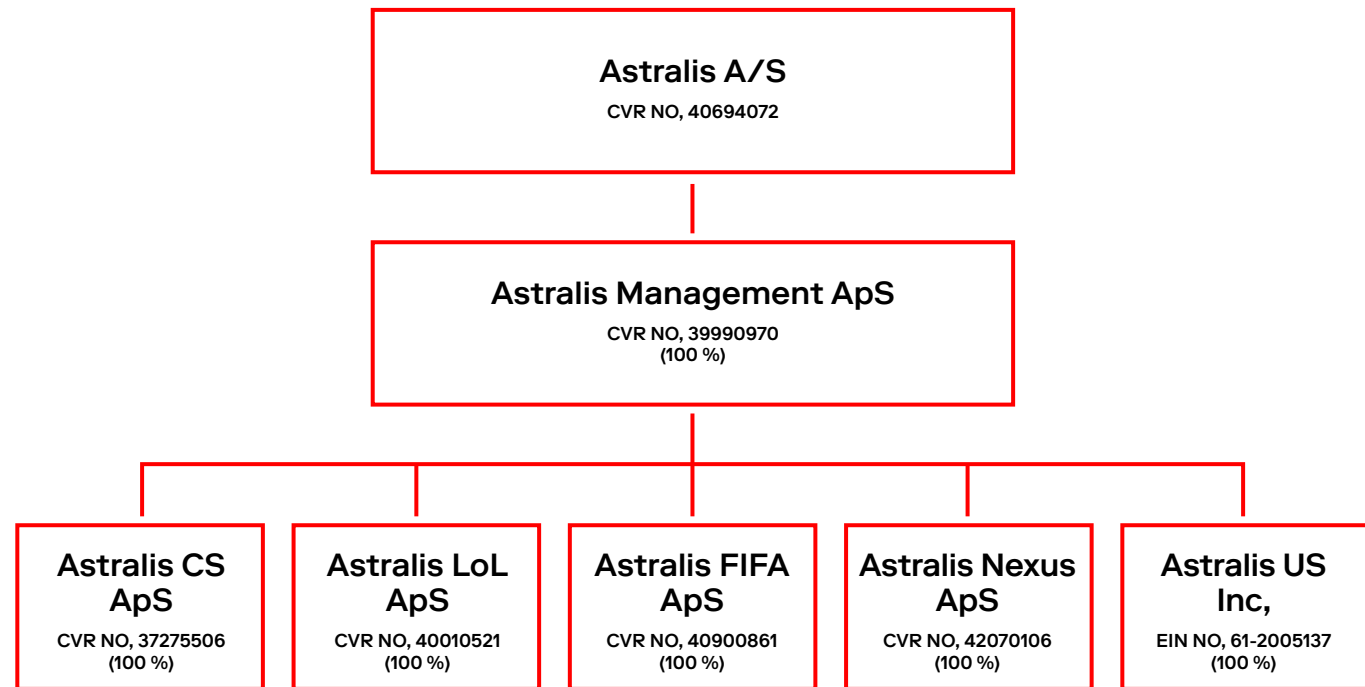 Astralis A/S
CVR NO, 40694072
Astralis Management ApS
CVR NO, 39990970
(100 %)
Astralis CS
ApS
CVR NO, 37275506
(100 %)
Astralis LoL
ApS
CVR NO, 40010521
(100 %)
Astralis FIFA
ApS
CVR NO, 40900861
(100 %)
Astralis Nexus
ApS
CVR NO, 42070106
(100 %)
Astralis US
Inc,
EIN NO, 61-2005137
(100 %)